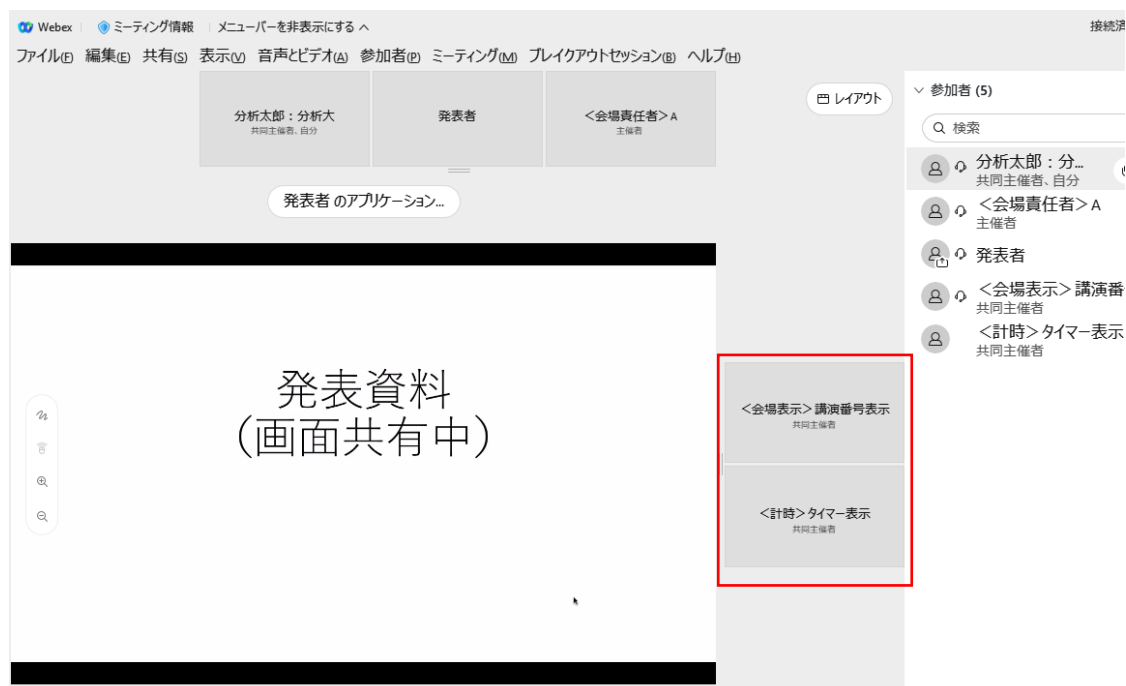 Webex ミーティング情報 メニューバーを非表示にする 接続済
ファイル(F) 編集(E) 共有(S) 表示(V) 音声とビデオ(A) 参加者(P) ミーティング(M) ブレイクアウトセッション(B) ヘルプ(H)
分析太郎：分析大
共同主催者、自分
発表者
＜会場責任者＞A
主催者
レイアウト
発表者 のアプリケーション...
発表資料
（画面共有中）
＜会場表示＞講演番号表示
共同主催者
＜計時＞タイマー表示
共同主催者
参加者 (5)
検索
分析太郎：分...
共同主催者、自分
＜会場責任者＞A
主催者
発表者
＜会場表示＞講演番
共同主催者
＜計時＞タイマー表示
共同主催者